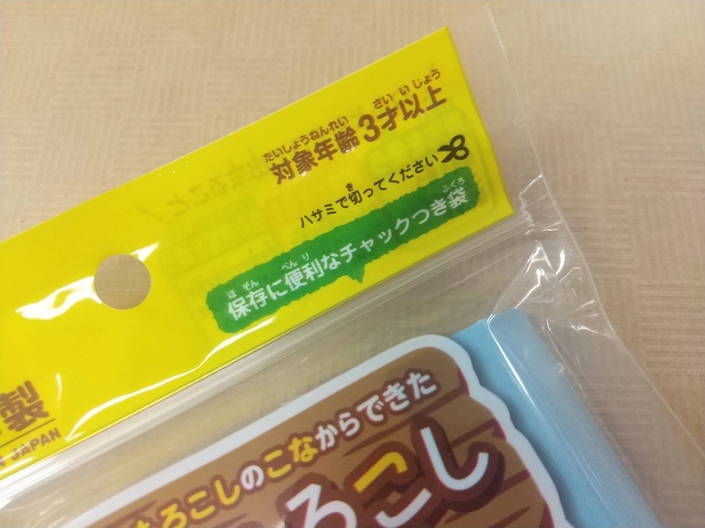 たいしょうねんれい さい いじょう
対象年齢3才以上
き
ハサミで切ってください
ふくろ
ほぞん べんり
保存に便利なチャックつき袋
製
JAPAN
ろこしのこなからできた
ろこし